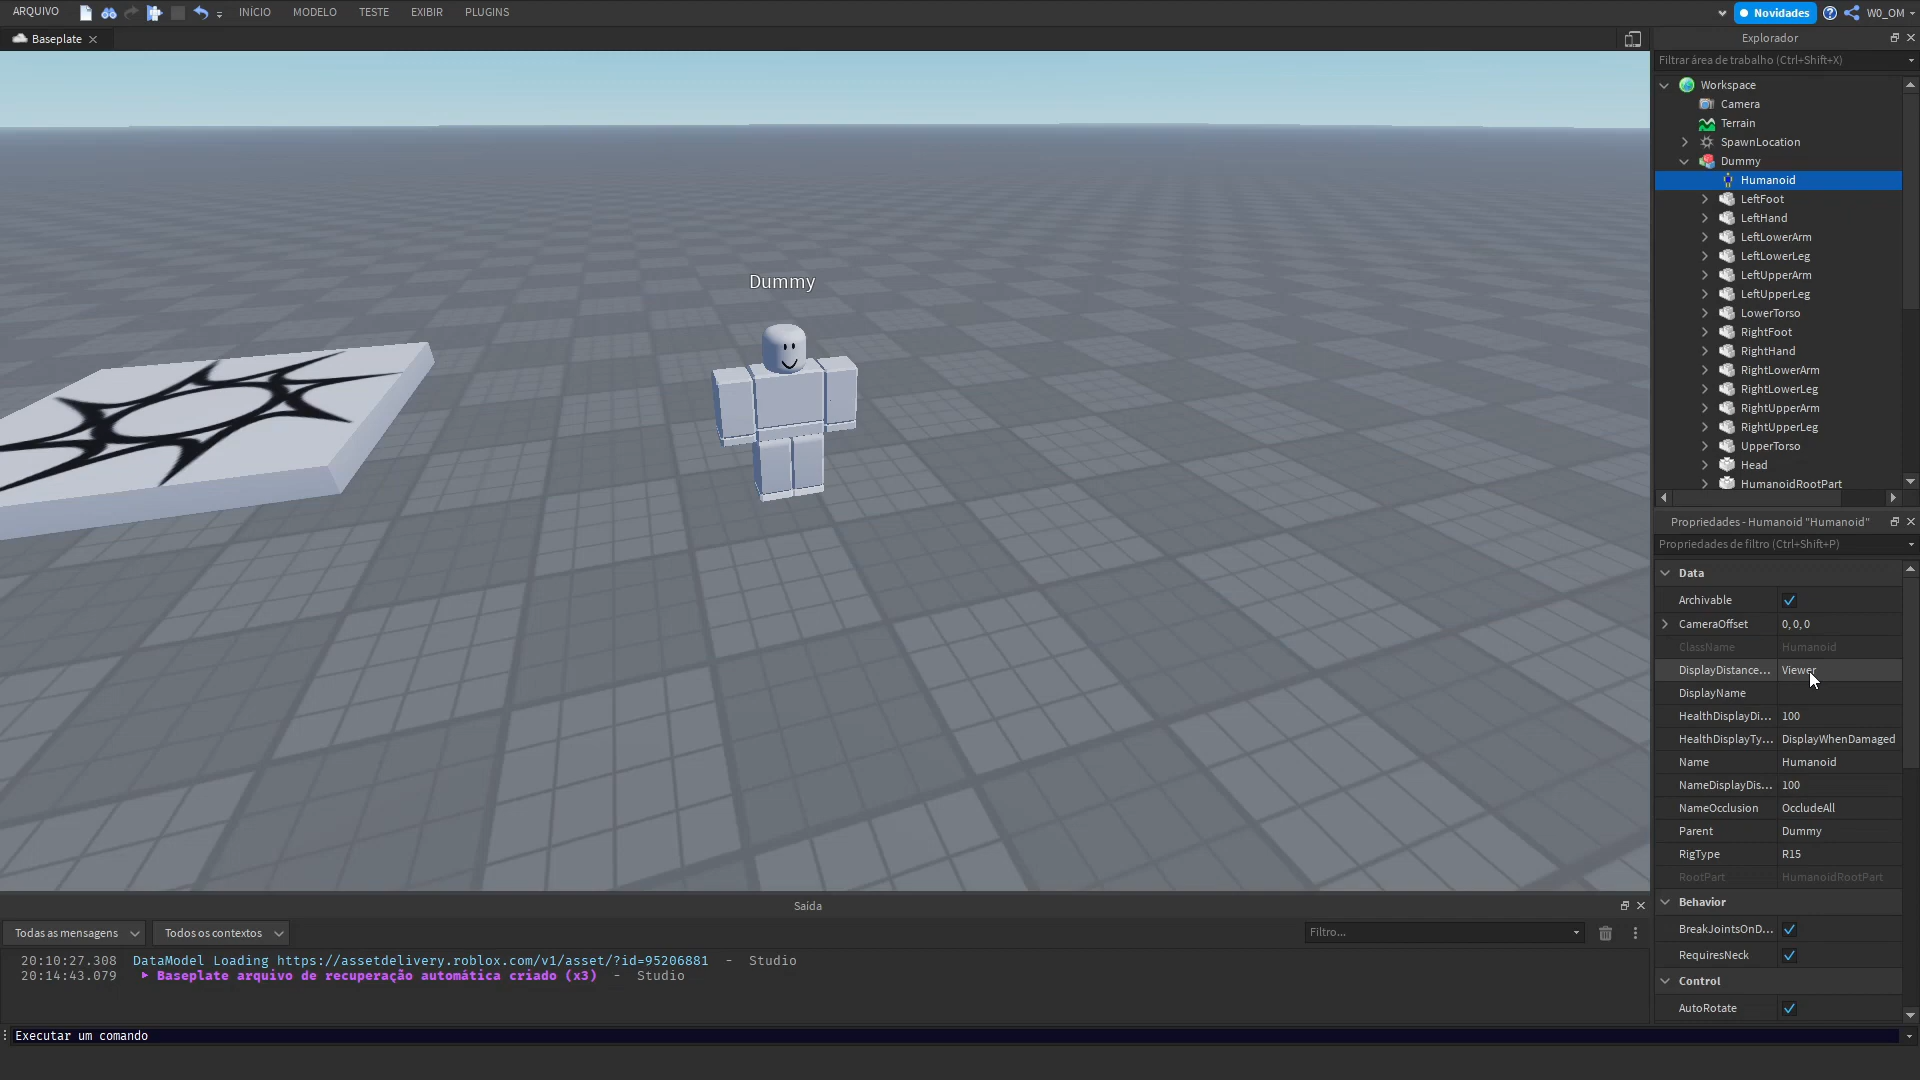 ARQUIVO INÍCIO MODELO TESTE EXIBIR PLUGINS Novidades W0_OM
Baseplate
Dummy
Explorador
Filtrar área de trabalho (Ctrl+Shift+X)
Workspace
Camera
Terrain
SpawnLocation
Dummy
Humanoid
LeftFoot
LeftHand
LeftLowerArm
LeftLowerLeg
LeftUpperArm
LeftUpperLeg
LowerTorso
RightFoot
RightHand
RightLowerArm
RightLowerLeg
RightUpperArm
RightUpperLeg
UpperTorso
Head
HumanoidRootPart
Propriedades - Humanoid "Humanoid"
Propriedades de filtro (Ctrl+Shift+P)
Data
Archivable
CameraOffset 0, 0, 0
ClassName Humanoid
DisplayDistance... Viewer
DisplayName
HealthDisplayDi... 100
HealthDisplayTy... DisplayWhenDamaged
Name Humanoid
NameDisplayDis... 100
NameOcclusion OccludeAll
Parent Dummy
RigType R15
RootPart HumanoidRootPart
Behavior
BreakJointsOnD...
RequiresNeck
Control
AutoRotate
Saída
Todas as mensagens Todos os contextos Filtro...
20:10:27.308 DataModel Loading https://assetdelivery.roblox.com/v1/asset/?id=95206881 - Studio
20:14:43.079 Baseplate arquivo de recuperação automática criado (x3) - Studio
Executar um comando